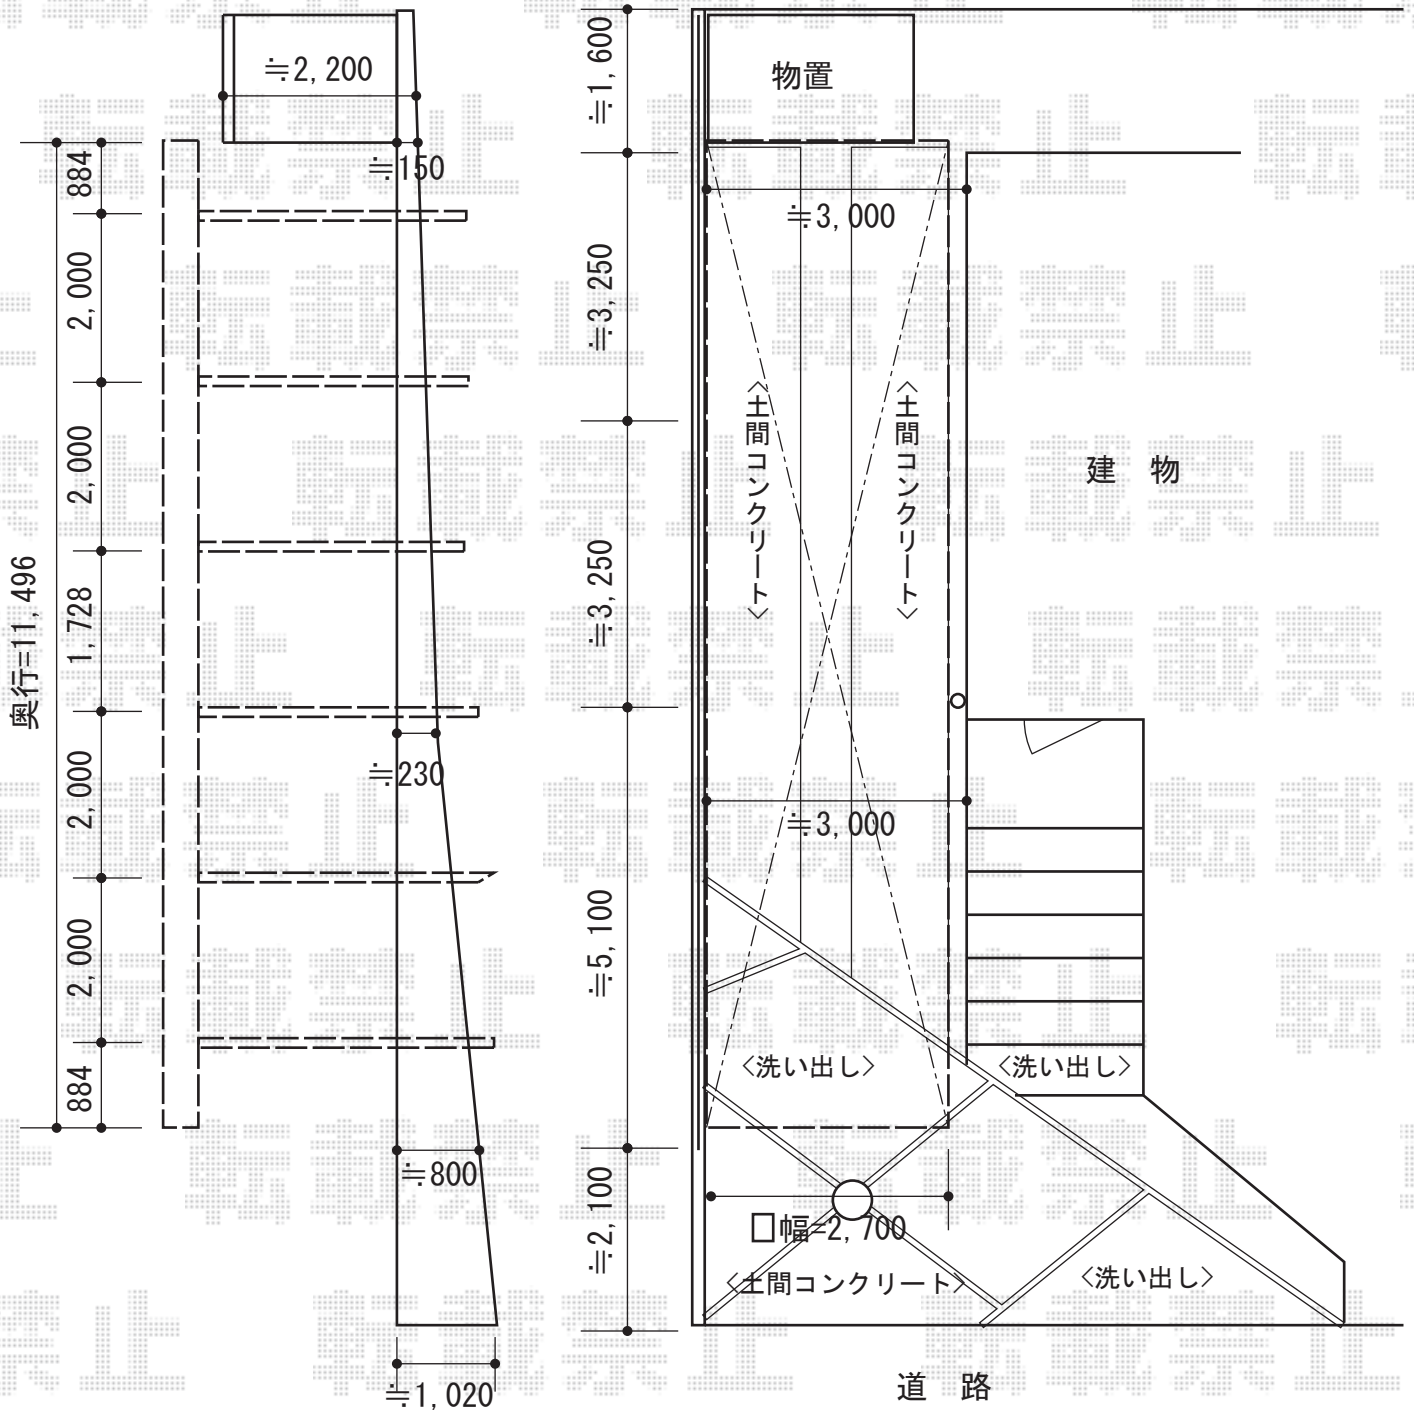 ≒2,200
≒150
884
2,000
2,000
1,728
2,000
2,000
884
奥行=11,496
≒230
≒800
≒1,020
≒1,600
≒3,250
≒3,250
≒5,100
≒2,100
物置
≒3,000
〈土間コンクリート〉
〈土間コンクリート〉
建 物
≒3,000
〈洗い出し〉
〈洗い出し〉
口幅=2,700
〈土間コンクリート〉
〈洗い出し〉
道 路
転載禁止